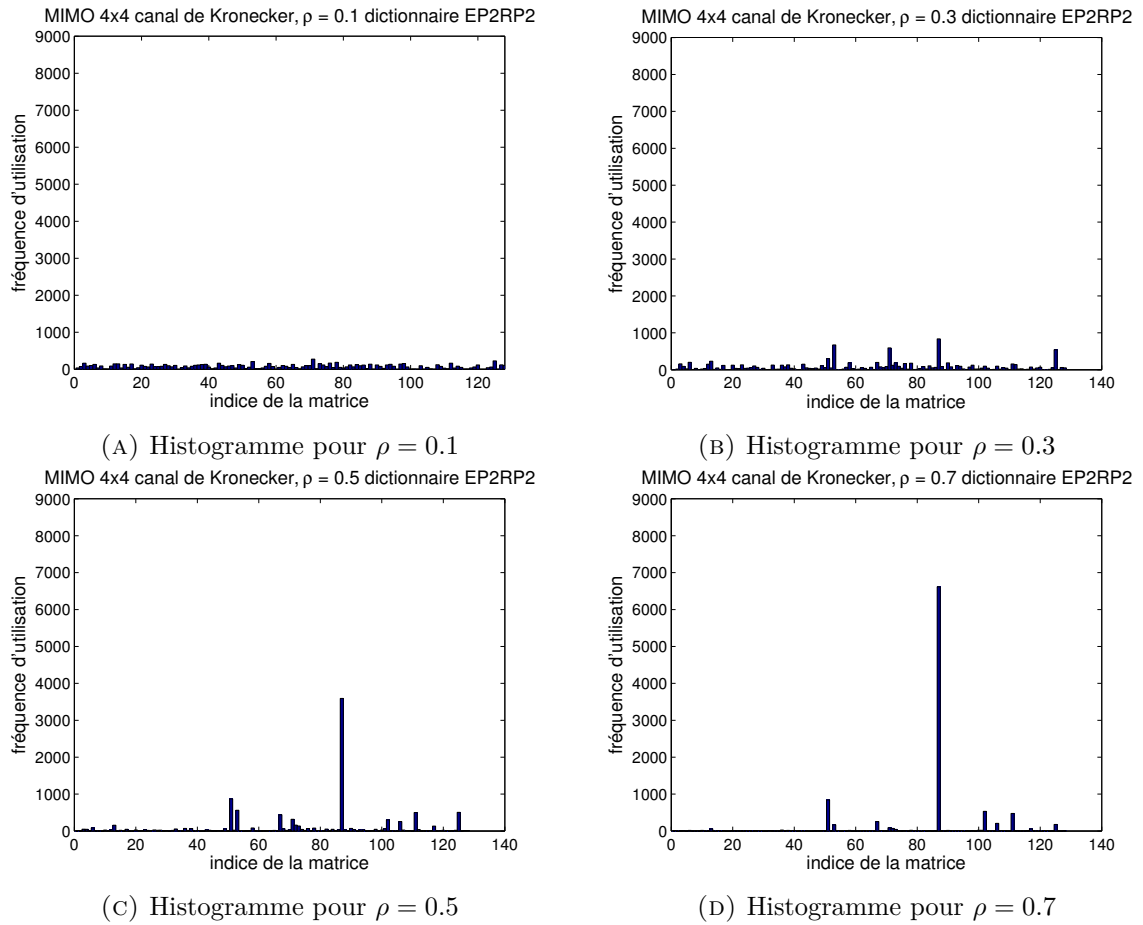 MIMO 4x4 canal de Kronecker, ρ = 0.1 dictionnaire EP2RP2
9000
8000
7000
6000
5000
4000
3000
2000
1000
0
fréquence d'utilisation
0 20 40 60 80 100 120
indice de la matrice
(A) Histogramme pour ρ = 0.1
MIMO 4x4 canal de Kronecker, ρ = 0.3 dictionnaire EP2RP2
9000
8000
7000
6000
5000
4000
3000
2000
1000
0
fréquence d'utilisation
0 20 40 60 80 100 120 140
indice de la matrice
(B) Histogramme pour ρ = 0.3
MIMO 4x4 canal de Kronecker, ρ = 0.5 dictionnaire EP2RP2
9000
8000
7000
6000
5000
4000
3000
2000
1000
0
fréquence d'utilisation
0 20 40 60 80 100 120 140
indice de la matrice
(C) Histogramme pour ρ = 0.5
MIMO 4x4 canal de Kronecker, ρ = 0.7 dictionnaire EP2RP2
9000
8000
7000
6000
5000
4000
3000
2000
1000
0
fréquence d'utilisation
0 20 40 60 80 100 120 140
indice de la matrice
(D) Histogramme pour ρ = 0.7